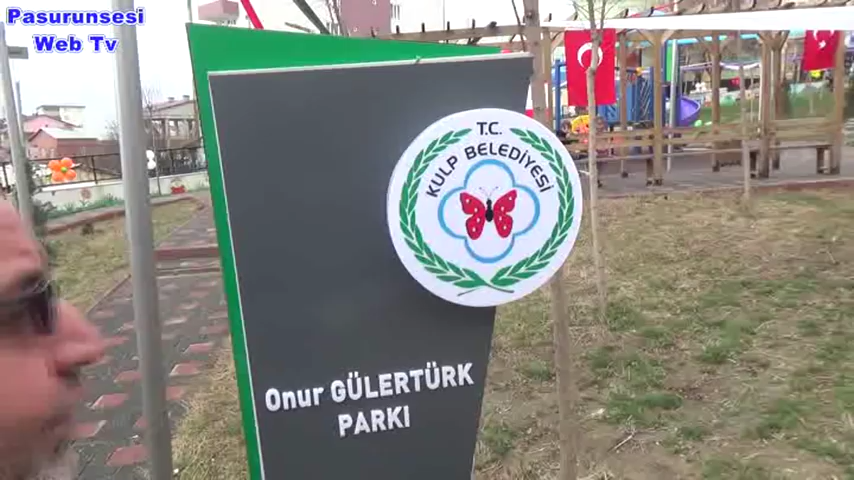 Pasurunsesi
Web Tv
T.C.
KULP BELEDİYESİ
Onur GÜLERTÜRK
PARKI